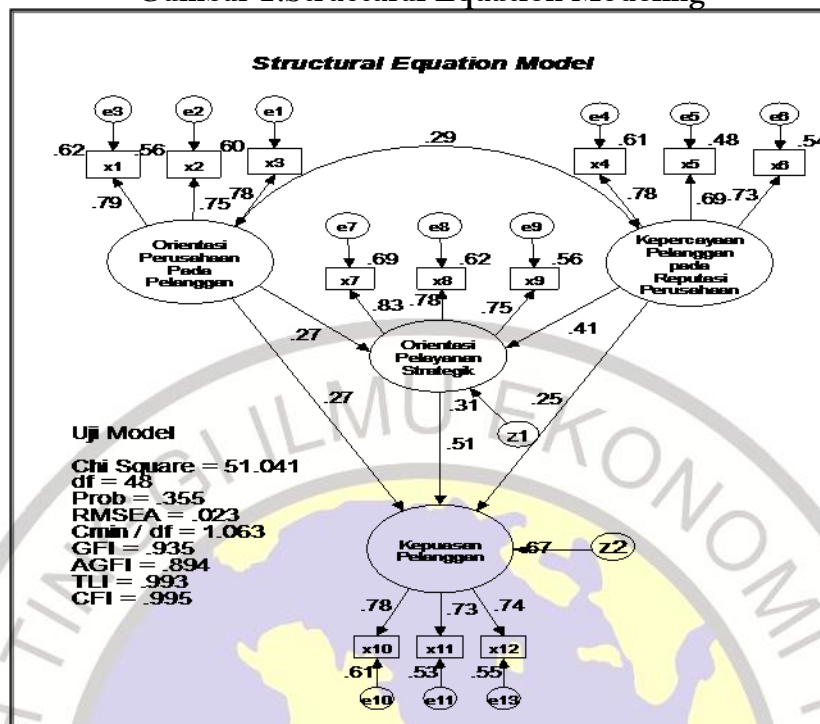 Gambar 1.Structural Equation Modeling
Structural Equation Model
e3 e2 e1 e4 e5 e6
.62 .56 .60 .29 .61 .48 .54
x1 x2 x3 x4 x5 x6
.79 .75 .78 .78 .69 .73
e7 e8 e9
Orientasi
Perusahaan
Pada
Pelanggan
Kepercayaan
Pelanggan
pada
Reputasi
Perusahaan
.69 .62 .56
x7 x8 x9
.83 .78 .75
.27 .41
Orientasi
Pelayanan
Strategik
.27 .31 .25
z1
.51
Uji Model
Chi Square = 51.041
df = 48
Prob = .355
RMSEA = .023
Cmin / df = 1.063
GFI = .935
AGFI = .894
TLI = .993
CFI = .995
Kepuasan
Pelanggan
.67 z2
.78 .73 .74
x10 x11 x12
.61 .53 .55
e10 e11 e13
TINGGI ILMU EKONOMI